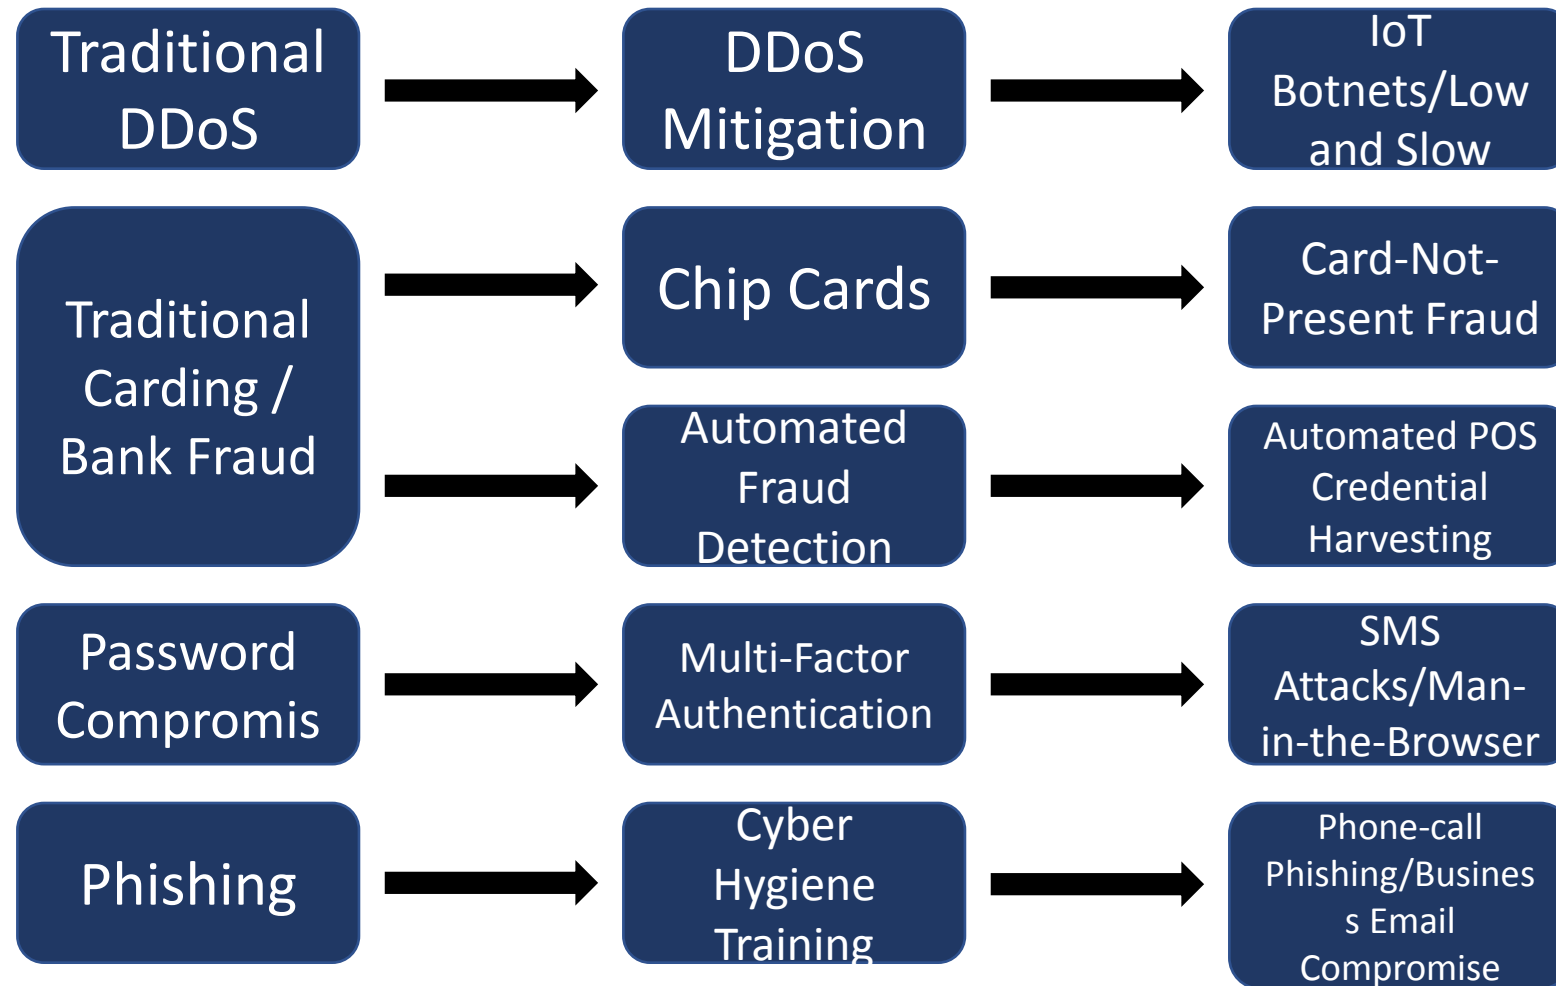 Traditional
DDoS
DDoS
Mitigation
IoT
Botnets/Low
and Slow
Traditional
Carding /
Bank Fraud
Chip Cards
Card-Not-
Present Fraud
Automated
Fraud
Detection
Automated POS
Credential
Harvesting
Password
Compromis
Multi-Factor
Authentication
SMS
Attacks/Man-
in-the-Browser
Phishing
Cyber
Hygiene
Training
Phone-call
Phishing/Busines
s Email
Compromise